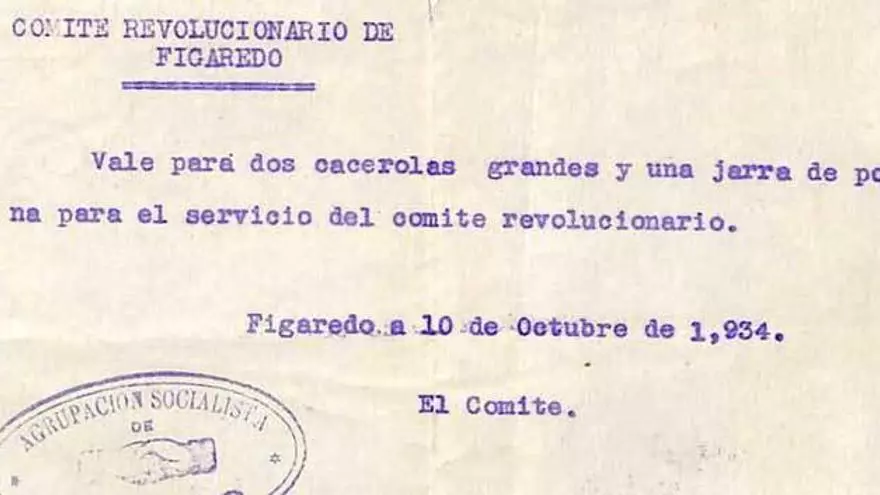 COMITE REVOLUCIONARIO DE
FIGAREDO
Vale para dos cacerolas grandes y una jarra de
na para el servicio del comite revolucionario.
Figaredo a 10 de Octubre de 1,934.
El Comite.
AGRUPACION SOCIALISTA
DE